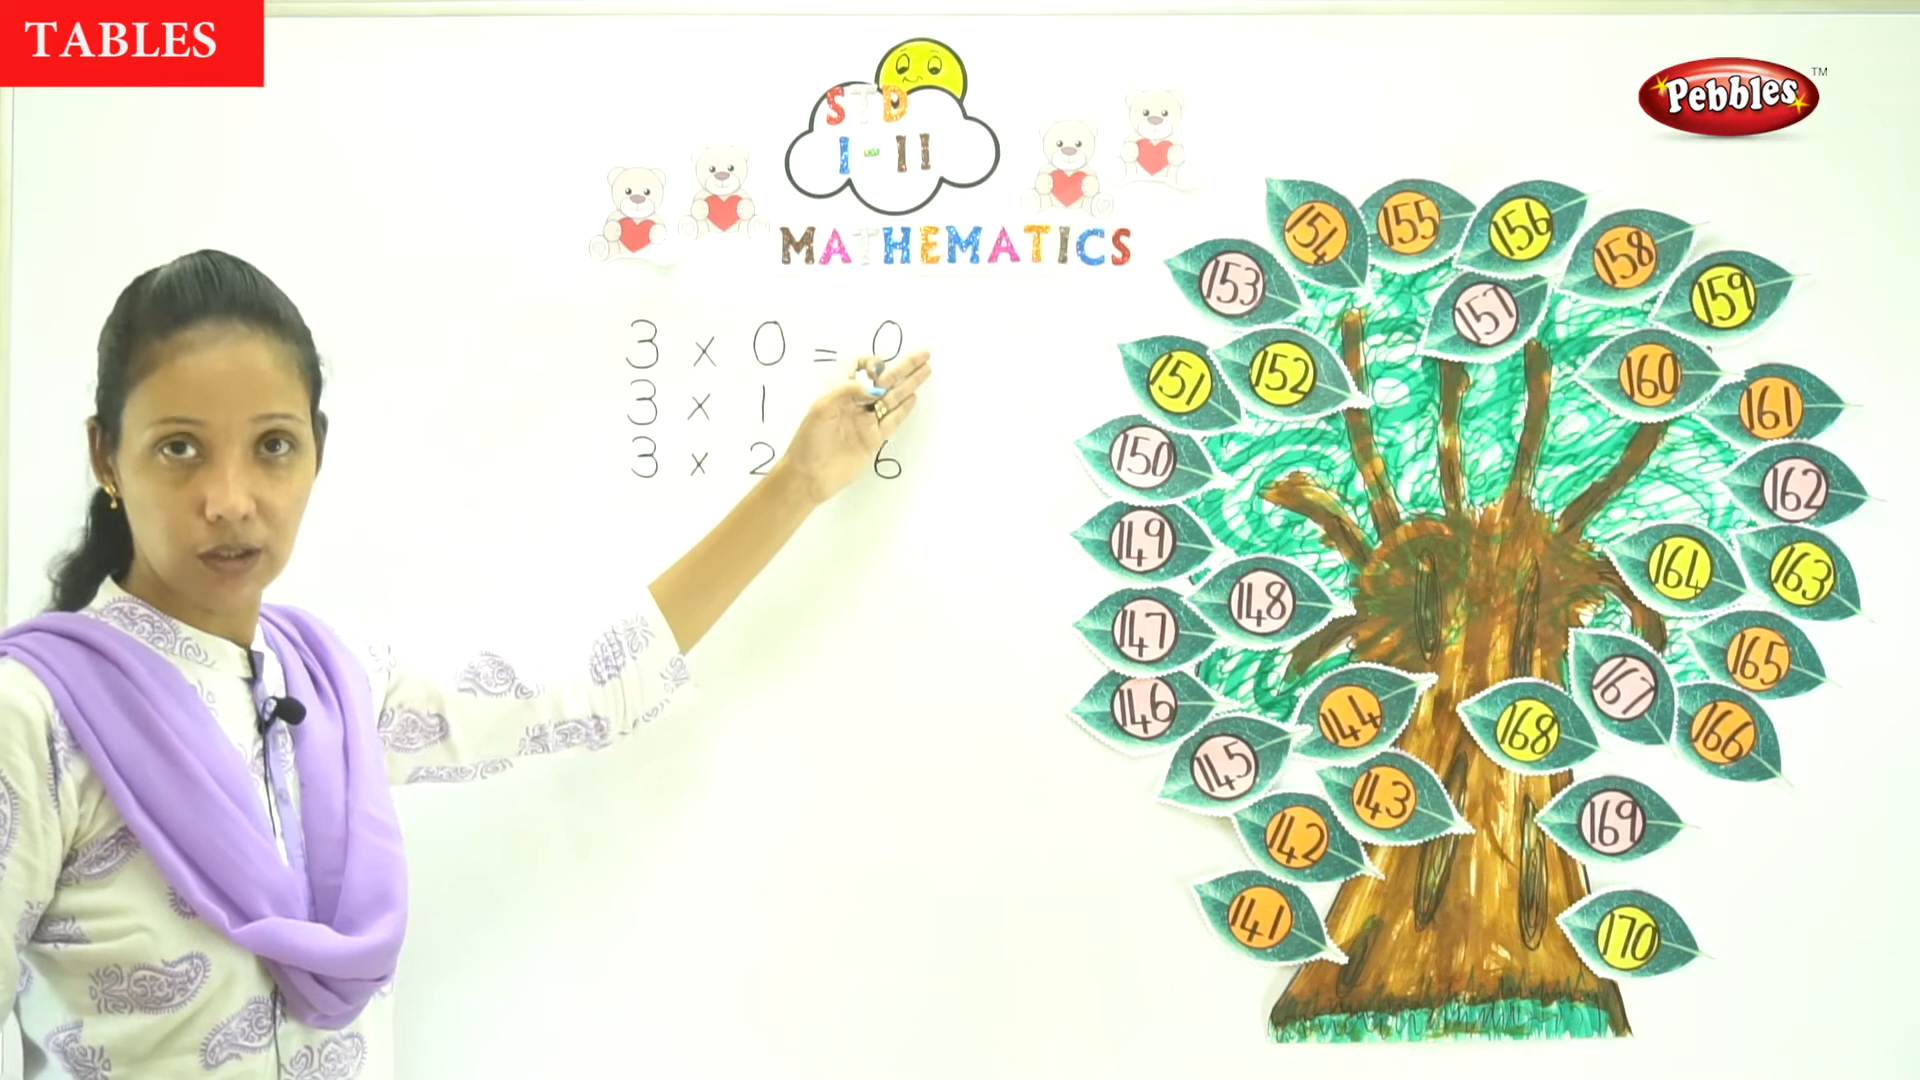 TABLES
Pebbles™
STD
I-II
MATHEMATICS
3 x 0 = 0
3 x 1
3 x 2 6
154 155 156 158
153 157 159
151 152 160 161
150 162
149 164 163
148
147 167 165
146 144 168 166
145 143 169
142
141 170